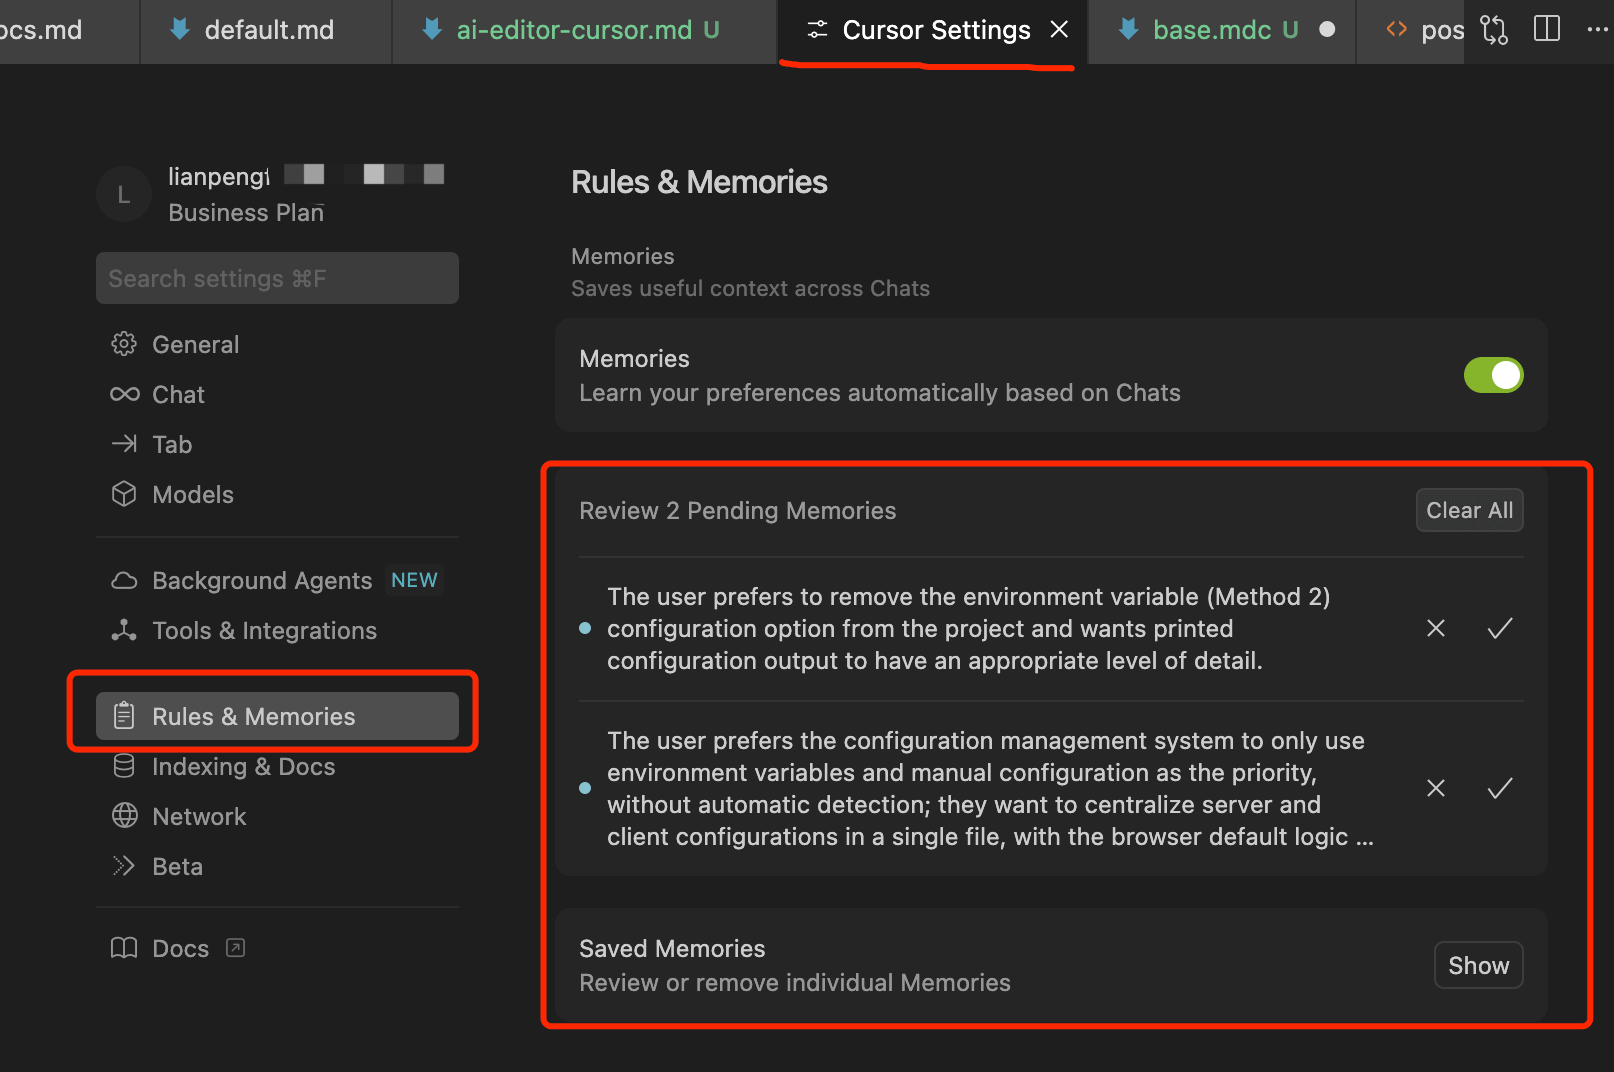 ocs.md
default.md
ai-editor-cursor.md U
Cursor Settings
base.mdc U
pos
L
lianpeng
Business Plan
Search settings ⌘F
General
Chat
Tab
Models
Background Agents NEW
Tools & Integrations
Rules & Memories
Indexing & Docs
Network
Beta
Docs
Rules & Memories
Memories
Saves useful context across Chats
Memories
Learn your preferences automatically based on Chats
Review 2 Pending Memories
Clear All
The user prefers to remove the environment variable (Method 2)
configuration option from the project and wants printed
configuration output to have an appropriate level of detail.
The user prefers the configuration management system to only use
environment variables and manual configuration as the priority,
without automatic detection; they want to centralize server and
client configurations in a single file, with the browser default logic ...
Saved Memories
Review or remove individual Memories
Show